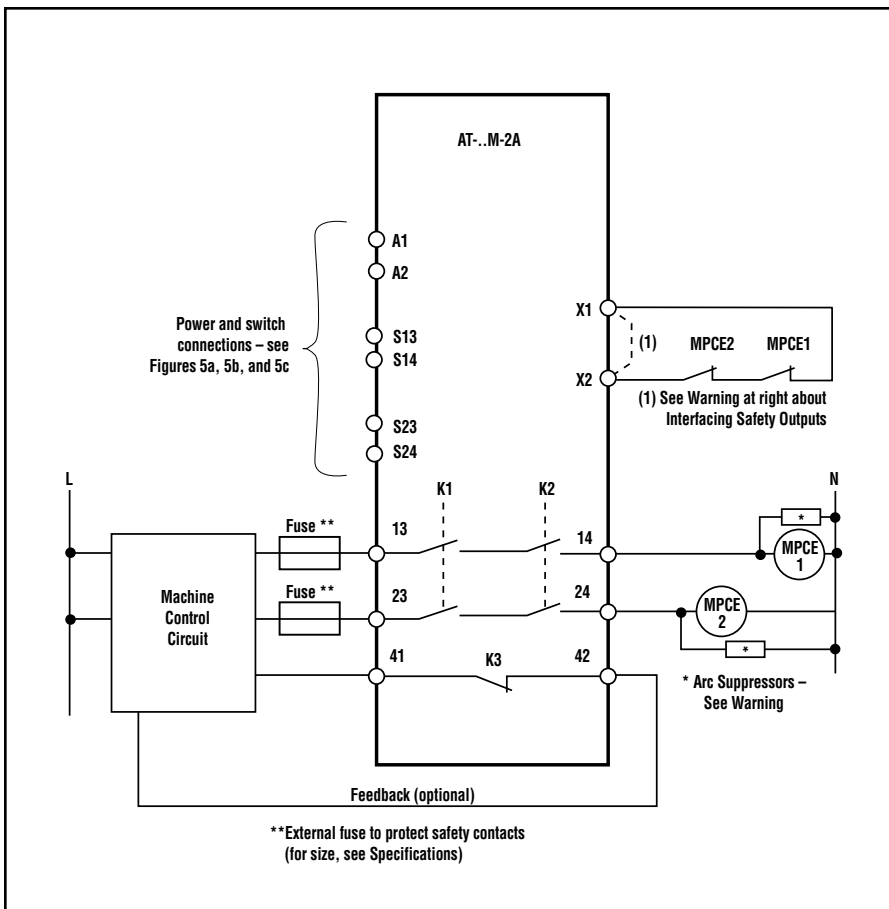 AT-..M-2A
A1
A2
Power and switch
connections – see
Figures 5a, 5b, and 5c
S13
S14
S23
S24
X1
(1)
MPCE2
MPCE1
X2
(1) See Warning at right about
Interfacing Safety Outputs
L
N
K1
K2
Fuse **
13
14
*
MPCE
1
Machine
Control
Circuit
Fuse **
23
24
MPCE
2
*
41
K3
42
* Arc Suppressors –
See Warning
Feedback (optional)
**External fuse to protect safety contacts
(for size, see Specifications)